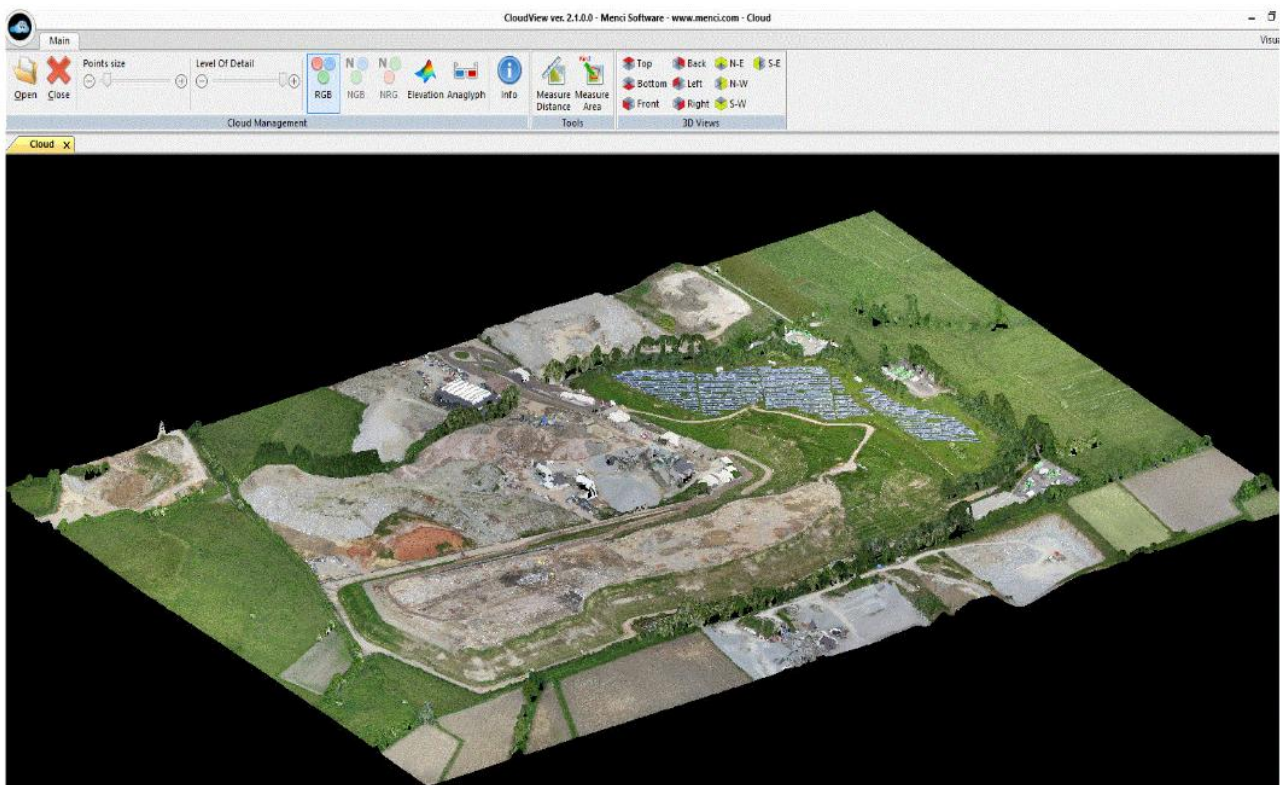 CloudView ver. 2.1.0.0 - Menci Software - www.menci.com - Cloud
Main
Visua
Points size
Level Of Detail
Open
Close
RGB
N
NGB
N
NRG
Elevation
Anaglyph
Info
Measure Distance
Measure Area
Top
Back
N-E
S-E
Bottom
Left
N-W
Front
Right
S-W
Cloud Management
Tools
3D Views
Cloud x